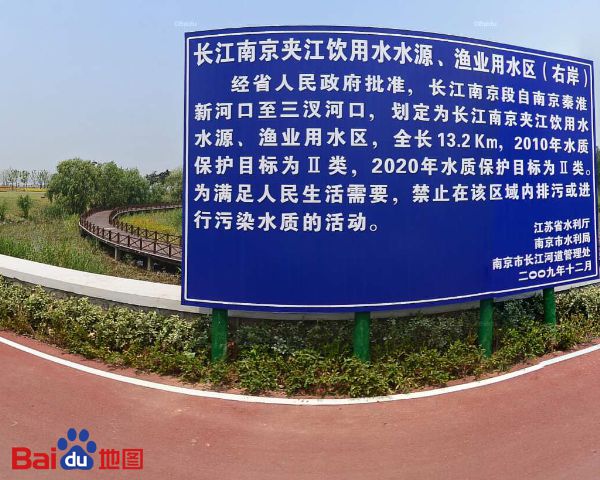 长江南京夹江饮用水水源、渔业用水区（右岸）
经省人民政府批准，长江南京段自南京秦淮
新河口至三汊河口，划定为长江南京夹江饮用水
水源、渔业用水区，全长13.2Km，2010年水质
保护目标为Ⅱ类，2020年水质保护目标为Ⅱ类。
为满足人民生活需要，禁止在该区域内排污或进
行污染水质的活动。
江苏省水利厅
南京市水利局
南京市长江河道管理处
二〇〇九年十二月
Bai du 地图